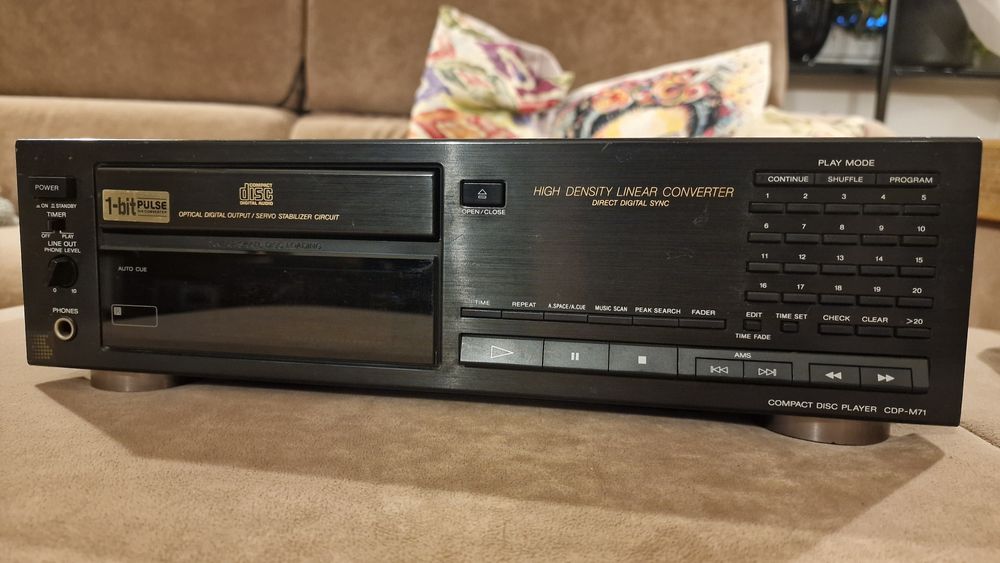 POWER
ON STANDBY
TIMER
OFF PLAY
LINE OUT
PHONE LEVEL
0 10
PHONES
1-bit PULSE
D/A CONVERTER
COMPACT
disc
DIGITAL AUDIO
OPTICAL DIGITAL OUTPUT / SERVO STABILIZER CIRCUIT
DISC LOADING
AUTO CUE
OPEN/CLOSE
HIGH DENSITY LINEAR CONVERTER
DIRECT DIGITAL SYNC
PLAY MODE
CONTINUE SHUFFLE PROGRAM
1 2 3 4 5
6 7 8 9 10
11 12 13 14 15
16 17 18 19 20
TIME REPEAT A.SPACE/A.CUE MUSIC SCAN PEAK SEARCH FADER
EDIT TIME SET CHECK CLEAR >20
TIME FADE
AMS
COMPACT DISC PLAYER CDP-M71